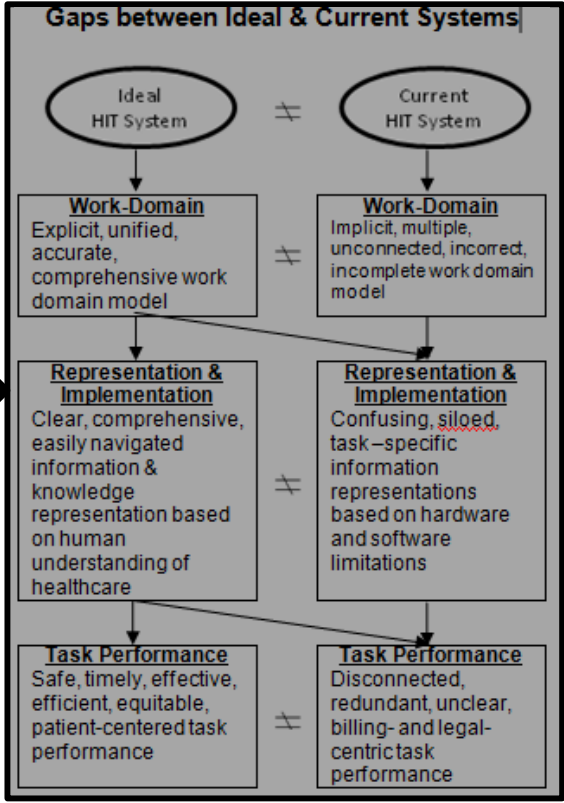 Gaps between Ideal & Current Systems
Ideal
HIT System
≠
Current
HIT System
Work-Domain
Explicit, unified,
accurate,
comprehensive work
domain model
≠
Work-Domain
Implicit, multiple,
unconnected, incorrect,
incomplete work domain
model
Representation &
Implementation
Clear, comprehensive,
easily navigated
information &
knowledge
representation based
on human
understanding of
healthcare
≠
Representation &
Implementation
Confusing, siloed,
task –specific
information
representations
based on hardware
and software
limitations
Task Performance
Safe, timely, effective,
efficient, equitable,
patient-centered task
performance
≠
Task Performance
Disconnected,
redundant, unclear,
billing- and legal-
centric task
performance